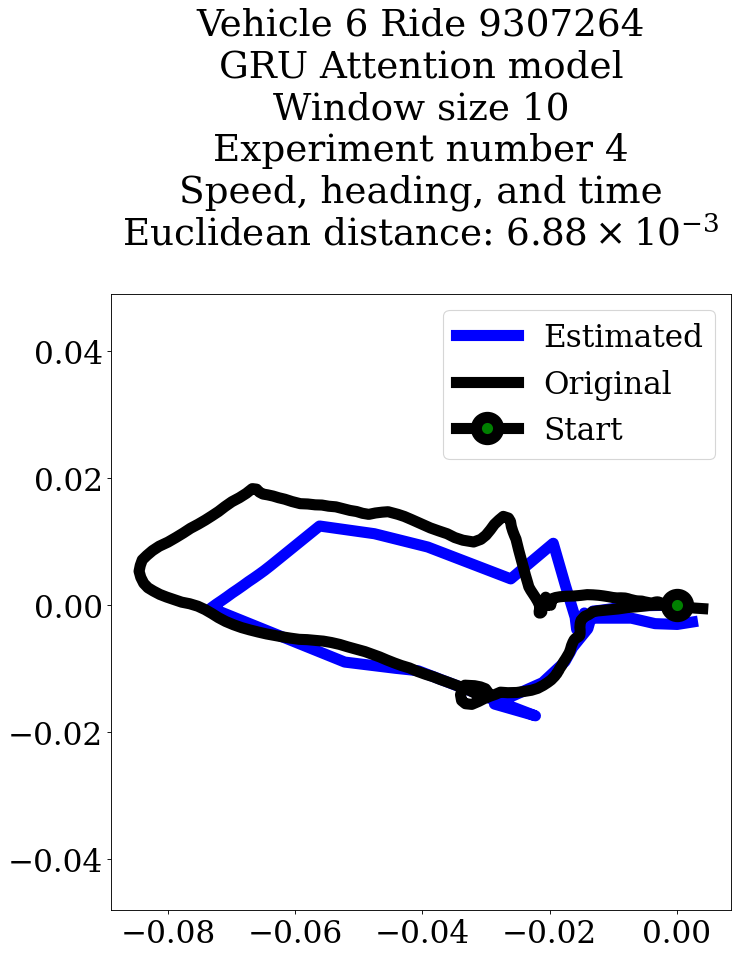 Vehicle 6 Ride 9307264
GRU Attention model
Window size 10
Experiment number 4
Speed, heading, and time
Euclidean distance: 6.88 × 10⁻³
Estimated
Original
Start
0.04
0.02
0.00
−0.02
−0.04
−0.08 −0.06 −0.04 −0.02 0.00